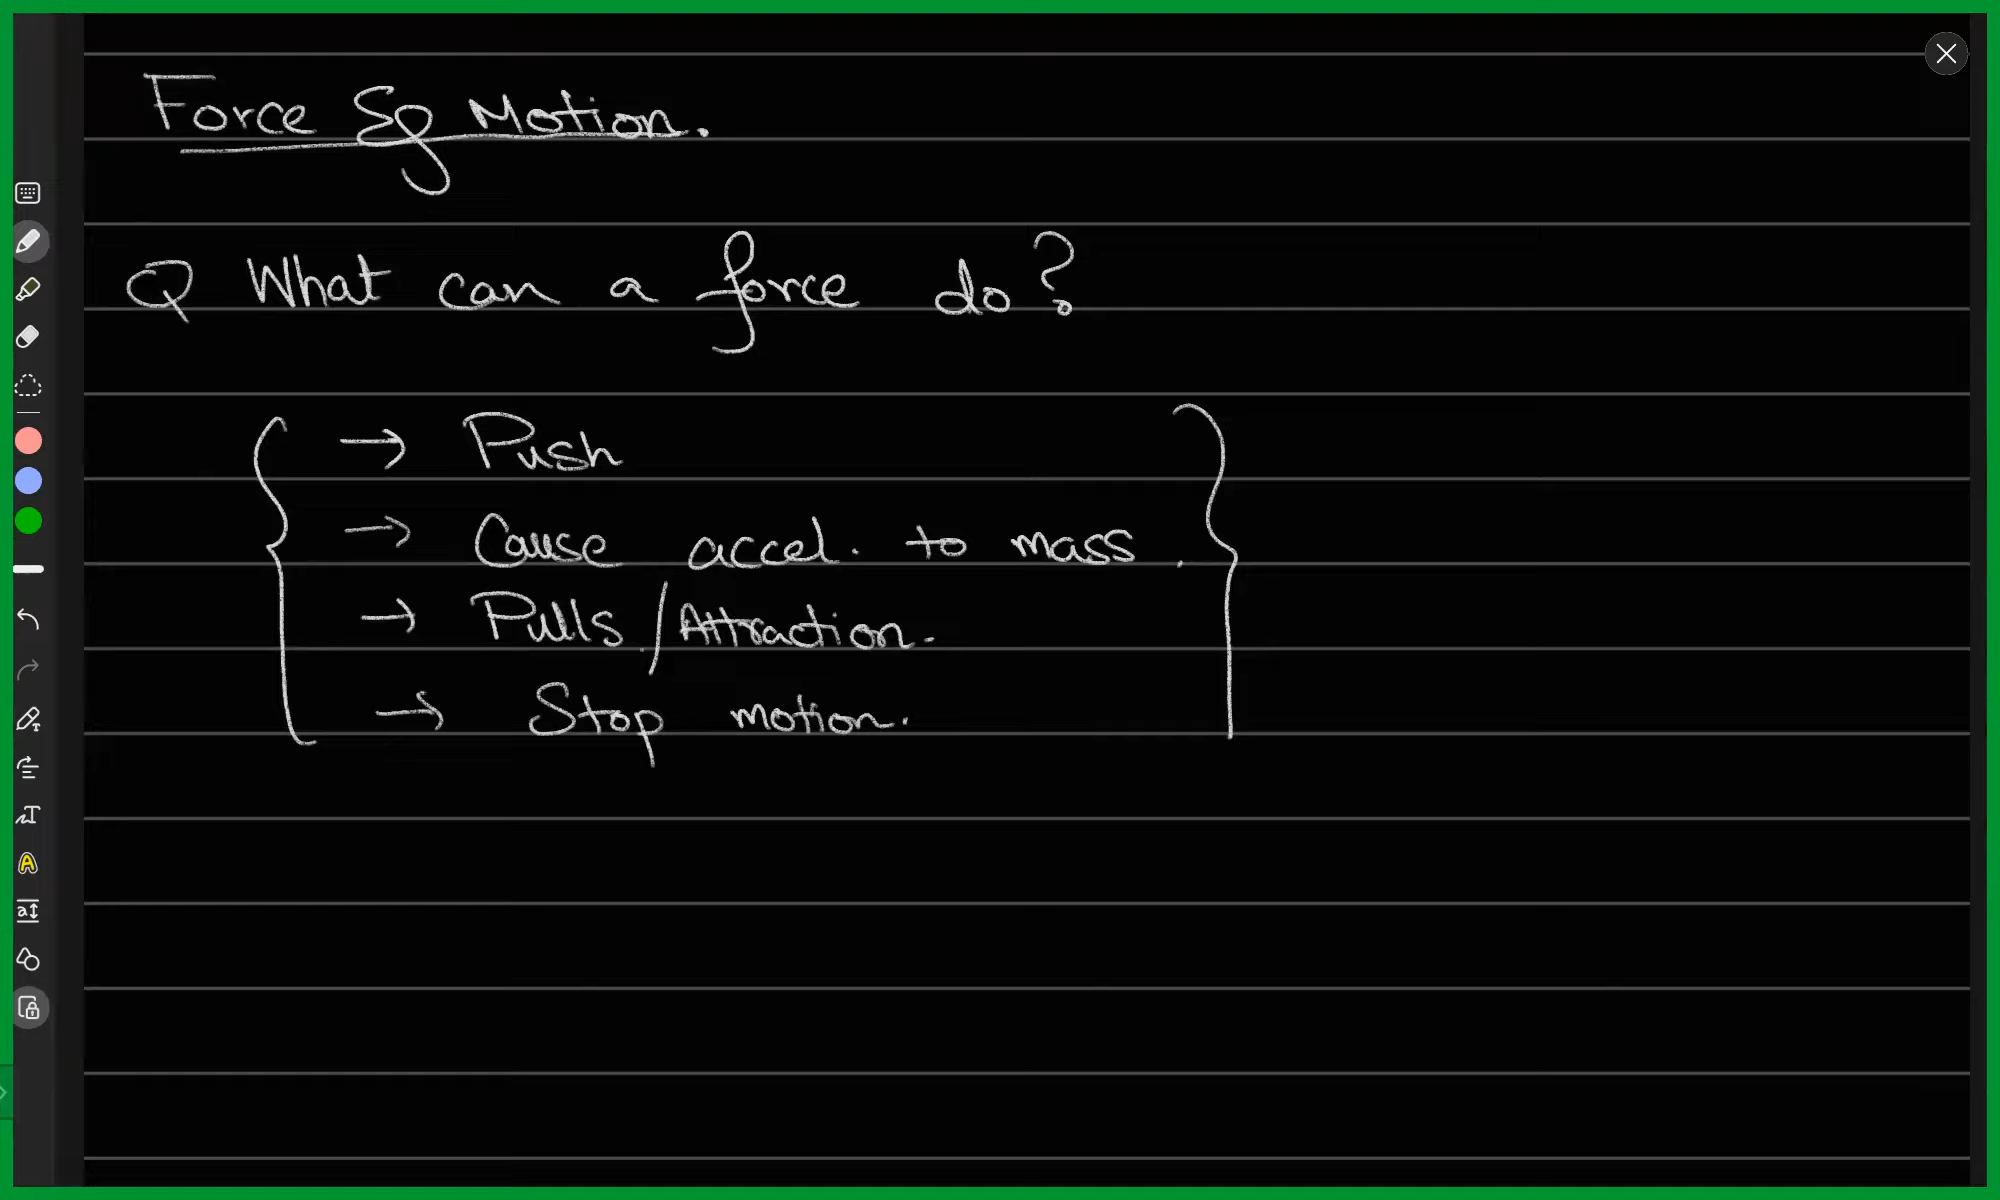 Force & Motion.
Q What can a force do?
→ Push
→ Cause accel. to mass.
→ Pulls./Attraction.
→ Stop motion.